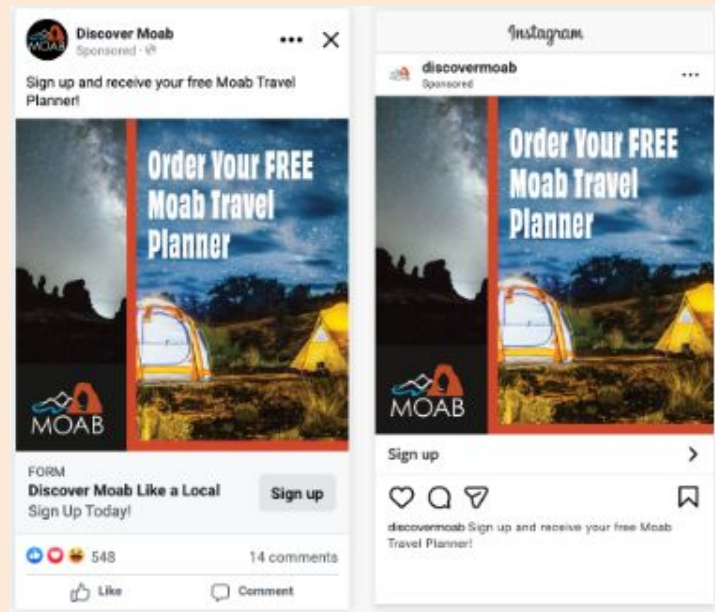 Discover Moab
Sponsored
Sign up and receive your free Moab Travel
Planner!
Order Your FREE
Moab Travel
Planner
MOAB
FORM
Discover Moab Like a Local
Sign Up Today!
Sign up
548
14 comments
Like
Comment
Instagram
discovermoab
Sponsored
Order Your FREE
Moab Travel
Planner
MOAB
Sign up
discovermoab Sign up and receive your free Moab
Travel Planner!